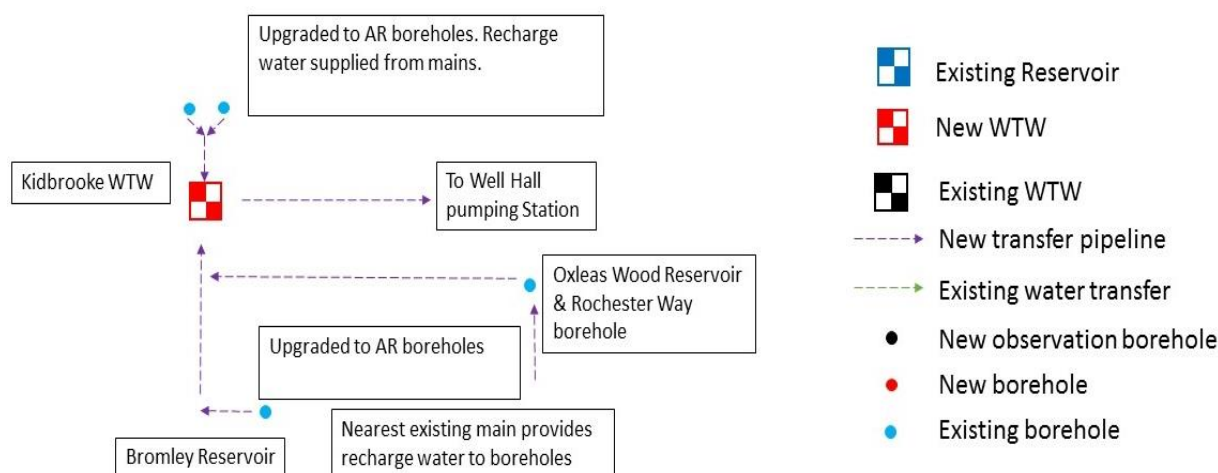 Upgraded to AR boreholes. Recharge
water supplied from mains.
Kidbrooke WTW
To Well Hall
pumping Station
Oxleas Wood Reservoir
& Rochester Way
borehole
Upgraded to AR boreholes
Nearest existing main provides
recharge water to boreholes
Bromley Reservoir
Existing Reservoir
New WTW
Existing WTW
New transfer pipeline
Existing water transfer
New observation borehole
New borehole
Existing borehole